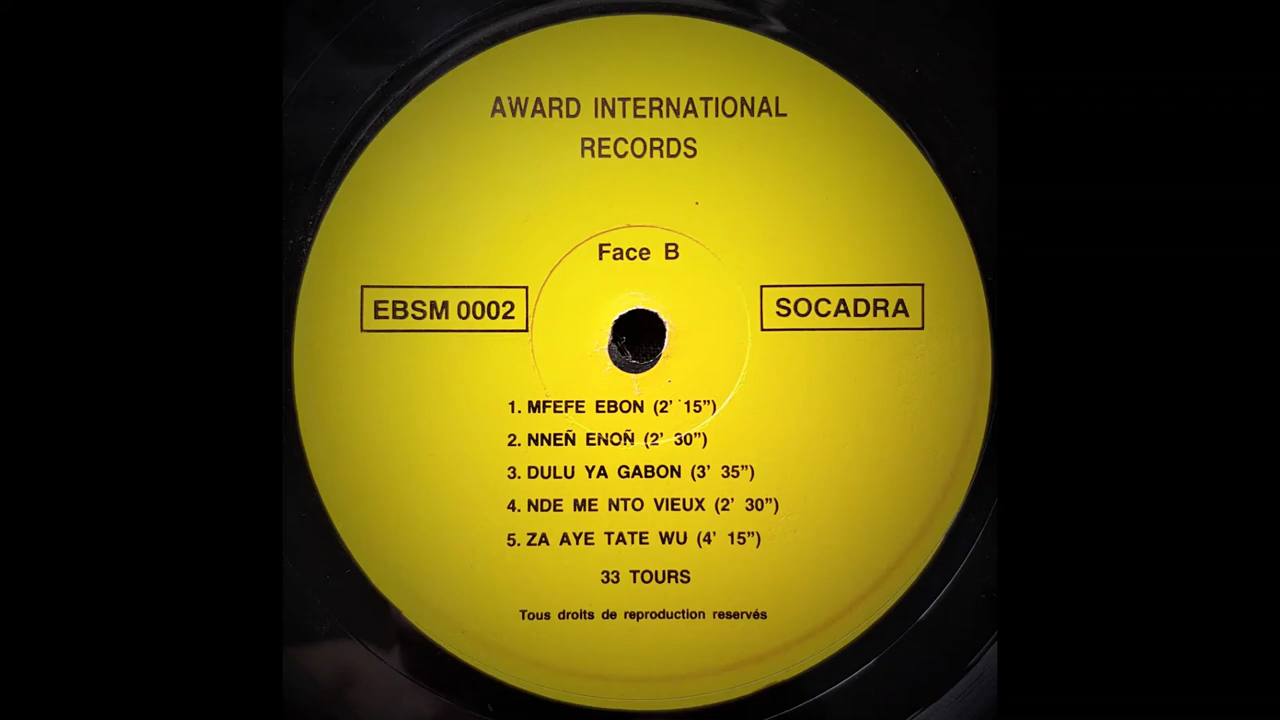 AWARD INTERNATIONAL
RECORDS
Face B
EBSM 0002
SOCADRA
1. MFEFE EBON (2' 15")
2. NNEÑ ENOÑ (2' 30")
3. DULU YA GABON (3' 35")
4. NDE ME NTO VIEUX (2' 30")
5. ZA AYE TATE WU (4' 15")
33 TOURS
Tous droits de reproduction reservés